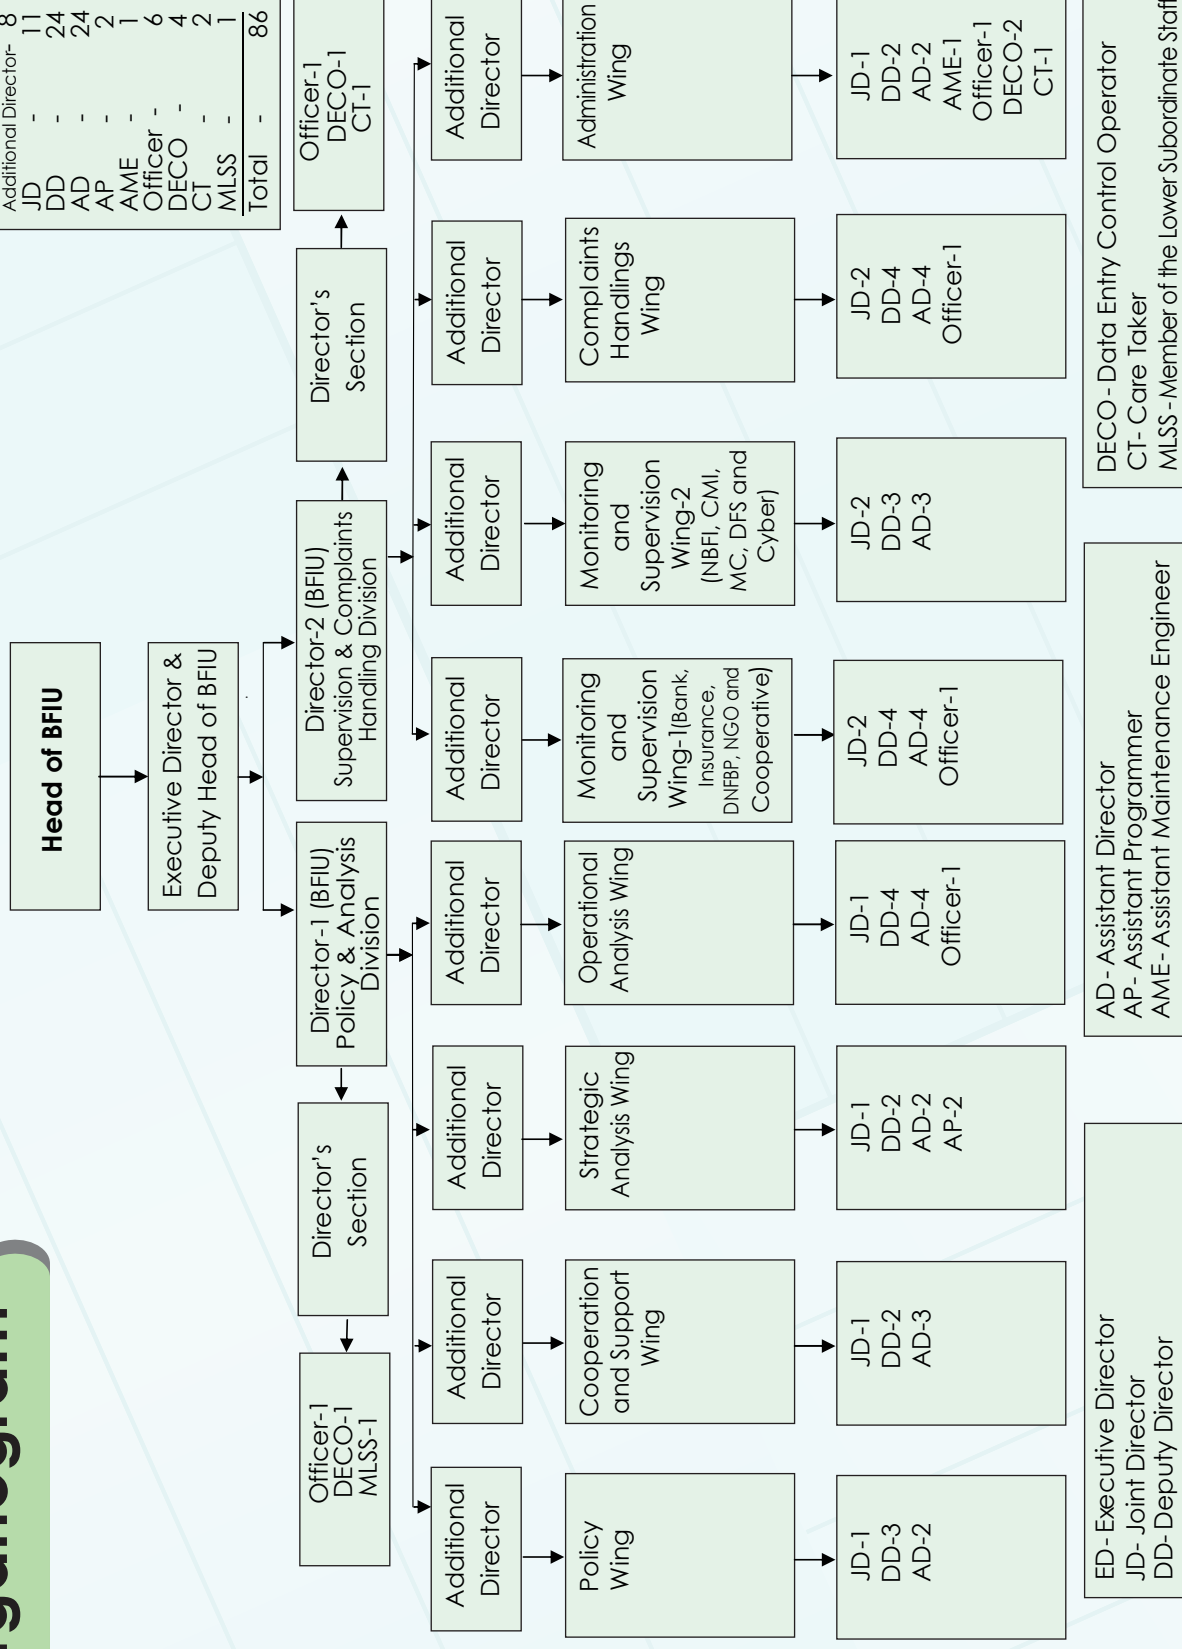 rganogram
Head of BFIU
Executive Director &
Deputy Head of BFIU
Additional Director- 8
JD - 11
DD - 24
AD - 24
AP - 2
AME - 1
Officer - 6
DECO - 4
CT - 2
MLSS - 1
Total - 86
Officer-1
DECO-1
MLSS-1
Director's
Section
Director-1 (BFIU)
Policy & Analysis
Division
Director-2 (BFIU)
Supervision & Complaints
Handling Division
Director's
Section
Officer-1
DECO-1
CT-1
Additional
Director
Additional
Director
Additional
Director
Additional
Director
Additional
Director
Additional
Director
Additional
Director
Additional
Director
Policy
Wing
Cooperation
and Support
Wing
Strategic
Analysis Wing
Operational
Analysis Wing
Monitoring
and
Supervision
Wing-1(Bank,
Insurance,
DNFBP, NGO and
Cooperative)
Monitoring
and
Supervision
Wing-2
(NBFI, CMI,
MC, DFS and
Cyber)
Complaints
Handlings
Wing
Administration
Wing
JD-1
DD-3
AD-2
JD-1
DD-2
AD-3
JD-1
DD-2
AD-2
AP-2
JD-1
DD-4
AD-4
Officer-1
JD-2
DD-4
AD-4
Officer-1
JD-2
DD-3
AD-3
JD-2
DD-4
AD-4
Officer-1
JD-1
DD-2
AD-2
AME-1
Officer-1
DECO-2
CT-1
ED- Executive Director
JD- Joint Director
DD- Deputy Director
AD - Assistant Director
AP - Assistant Programmer
AME- Assistant Maintenance Engineer
DECO - Data Entry Control Operator
CT- Care Taker
MLSS -Member of the Lower Subordinate Staff